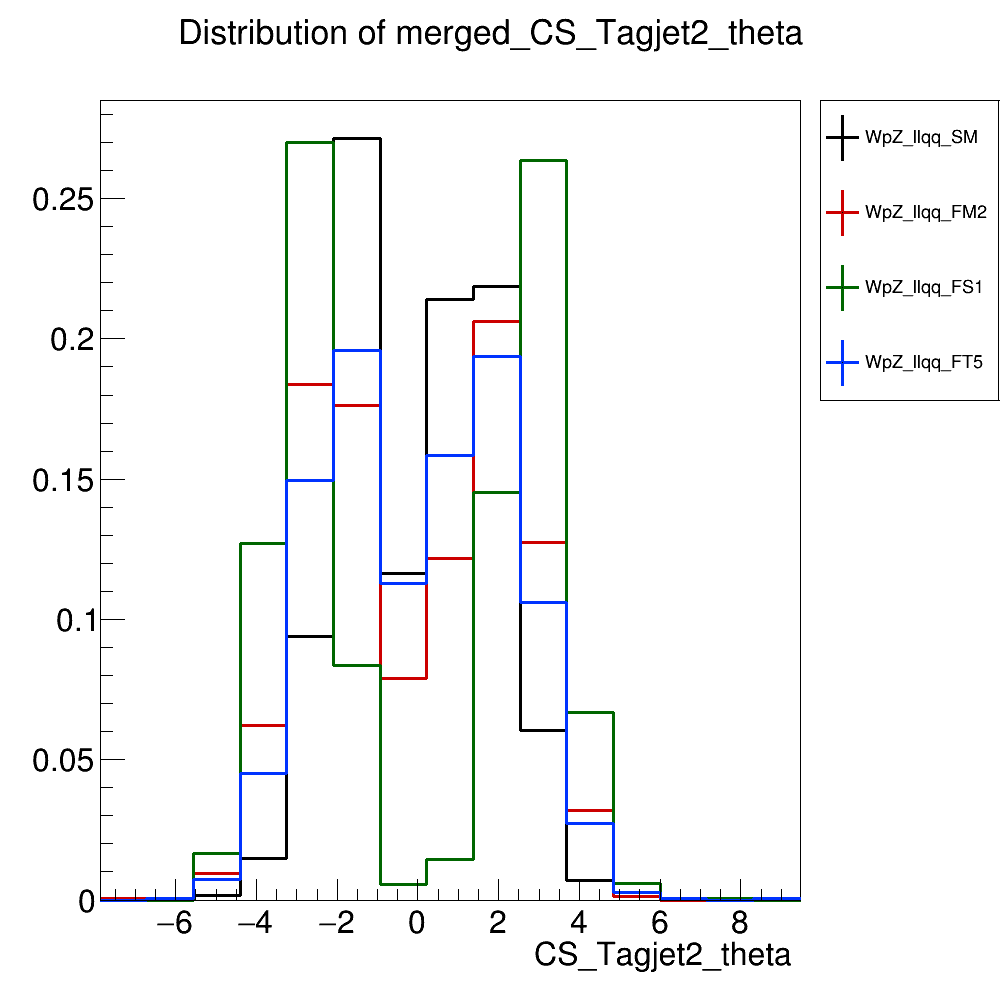 Distribution of merged_CS_Tagjet2_theta
WpZ_llqq_SM
WpZ_llqq_FM2
WpZ_llqq_FS1
WpZ_llqq_FT5
0.25
0.2
0.15
0.1
0.05
0
−6 −4 −2 0 2 4 6 8
CS_Tagjet2_theta